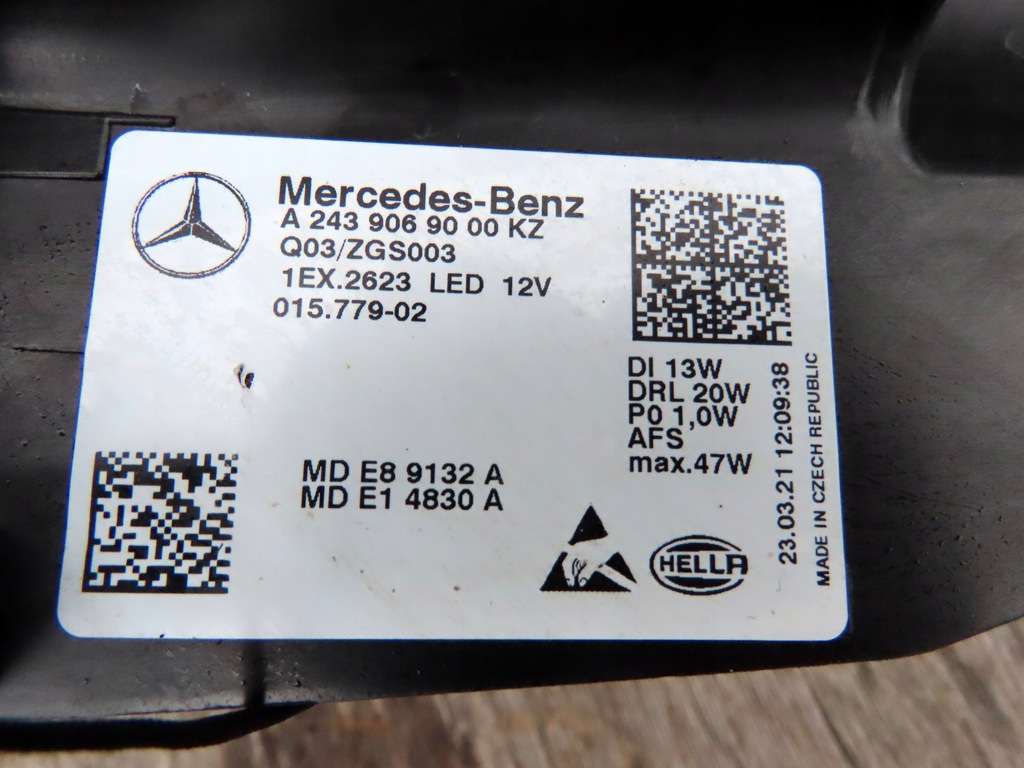 Mercedes-Benz
A 243 906 90 00 KZ
Q03/ZGS003
1EX.2623 LED 12V
015.779-02
DI 13W
DRL 20W
P0 1,0W
AFS
max.47W
MD E8 9132 A
MD E1 4830 A
HELLA
23.03.21 12:09:38
MADE IN CZECH REPUBLIC